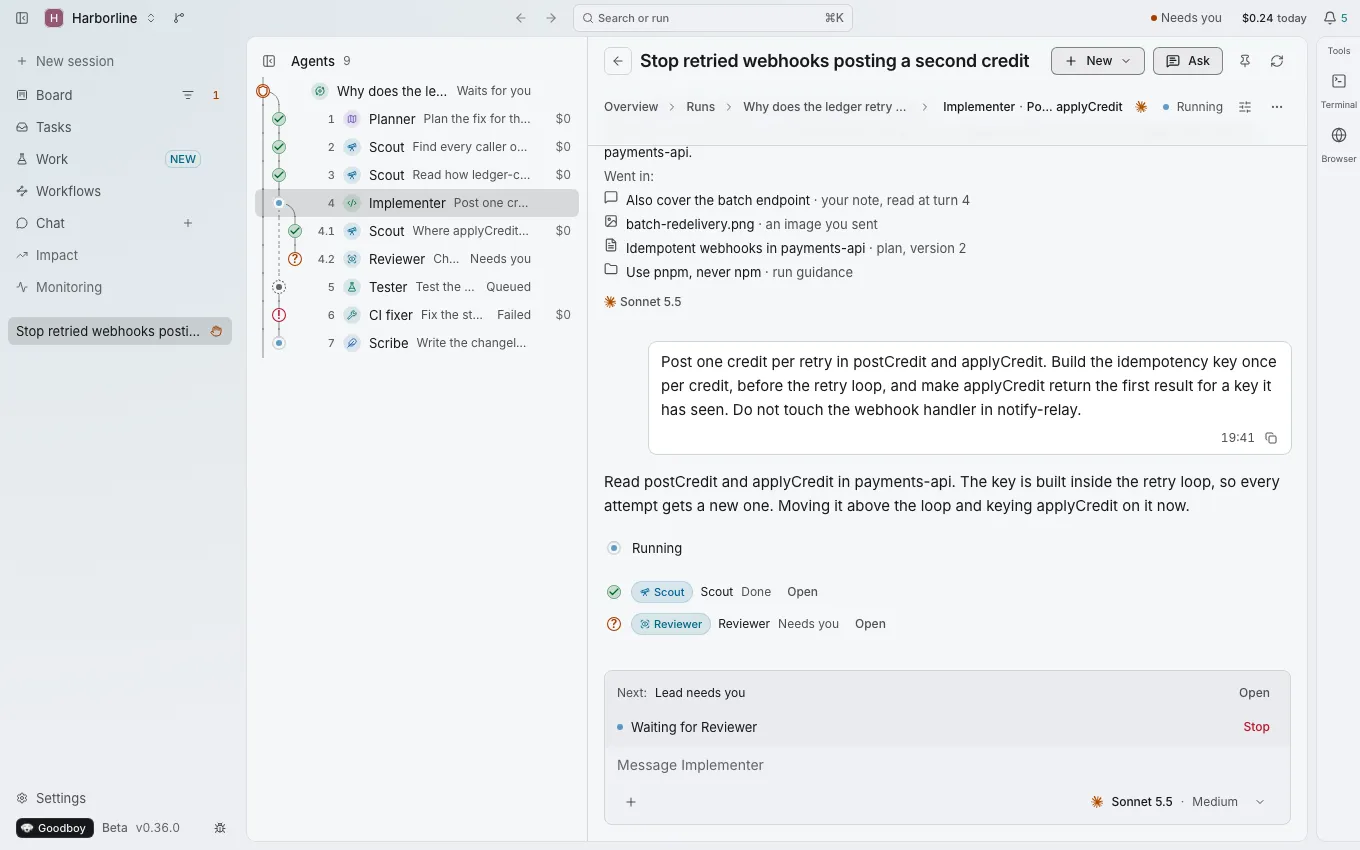 Harborline
Search or run
⌘K
Needs you
$0.24 today
5
New session
Board
1
Tasks
Work
NEW
Workflows
Chat
Impact
Monitoring
Stop retried webhooks posti...
Settings
Goodboy
Beta
v0.36.0
Agents 9
Why does the le... Waits for you
1 Planner Plan the fix for th... $0
2 Scout Find every caller o... $0
3 Scout Read how ledger-c... $0
4 Implementer Post one cr...
4.1 Scout Where applyCredit... $0
4.2 Reviewer Ch... Needs you
5 Tester Test the ... Queued
6 CI fixer Fix the st... Failed $0
7 Scribe Write the changel...
Stop retried webhooks posting a second credit
New
Ask
Overview
Runs
Why does the ledger retry ...
Implementer · Po... applyCredit
Running
payments-api.
Went in:
Also cover the batch endpoint · your note, read at turn 4
batch-redelivery.png · an image you sent
Idempotent webhooks in payments-api · plan, version 2
Use pnpm, never npm · run guidance
Sonnet 5.5
Post one credit per retry in postCredit and applyCredit. Build the idempotency key once
per credit, before the retry loop, and make applyCredit return the first result for a key it
has seen. Do not touch the webhook handler in notify-relay.
19:41
Read postCredit and applyCredit in payments-api. The key is built inside the retry loop, so every
attempt gets a new one. Moving it above the loop and keying applyCredit on it now.
Running
Scout Scout Done Open
Reviewer Reviewer Needs you Open
Next: Lead needs you
Open
Waiting for Reviewer
Stop
Message Implementer
Sonnet 5.5 · Medium
Tools
Terminal
Browser
H